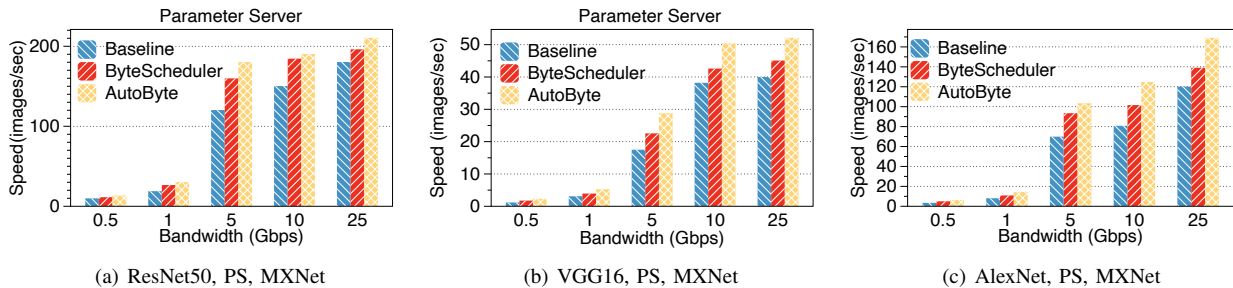 Parameter Server
Speed(images/sec)
200
100
0
Baseline
ByteScheduler
AutoByte
0.5 1 5 10 25
Bandwidth (Gbps)
(a) ResNet50, PS, MXNet
Parameter Server
Speed (images/sec)
50
40
30
20
10
0
Baseline
ByteScheduler
AutoByte
0.5 1 5 10 25
Bandwidth (Gbps)
(b) VGG16, PS, MXNet
Speed (images/sec)
160
140
120
100
80
60
40
20
0
Baseline
ByteScheduler
AutoByte
0.5 1 5 10 25
Bandwidth (Gbps)
(c) AlexNet, PS, MXNet